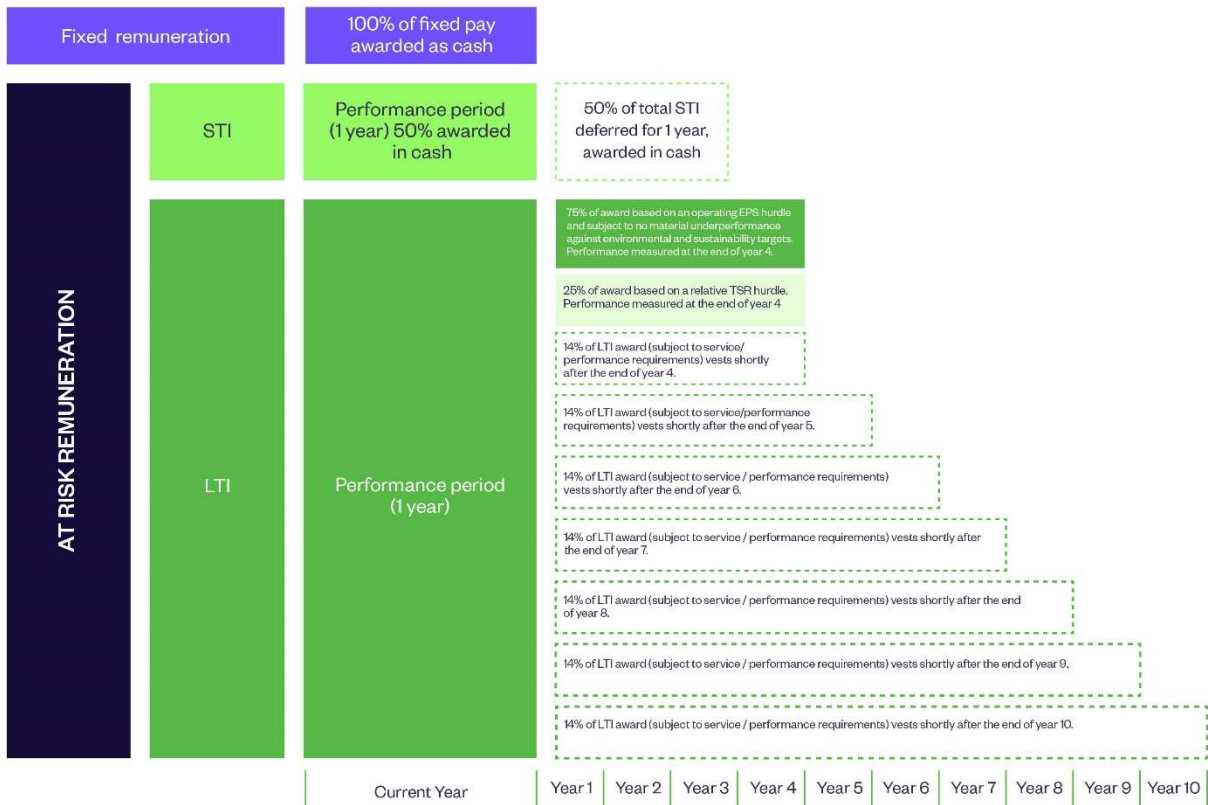 Fixed remuneration
100% of fixed pay
awarded as cash
AT RISK REMUNERATION
STI
Performance period
(1 year) 50% awarded
in cash
50% of total STI
deferred for 1 year,
awarded in cash
LTI
Performance period
(1 year)
75% of award based on an operating EPS hurdle
and subject to no material underperformance
against environmental and sustainability targets.
Performance measured at the end of year 4.
25% of award based on a relative TSR hurdle.
Performance measured at the end of year 4
14% of LTI award (subject to service/
performance requirements) vests shortly
after the end of year 4.
14% of LTI award (subject to service/performance
requirements) vests shortly after the end of year 5.
14% of LTI award (subject to service / performance requirements)
vests shortly after the end of year 6.
14% of LTI award (subject to service / performance requirements) vests shortly after
the end of year 7.
14% of LTI award (subject to service / performance requirements) vests shortly after the end
of year 8.
14% of LTI award (subject to service / performance requirements) vests shortly after the end of year 9.
14% of LTI award (subject to service / performance requirements) vests shortly after the end of year 10.
Current Year
Year 1
Year 2
Year 3
Year 4
Year 5
Year 6
Year 7
Year 8
Year 9
Year 10